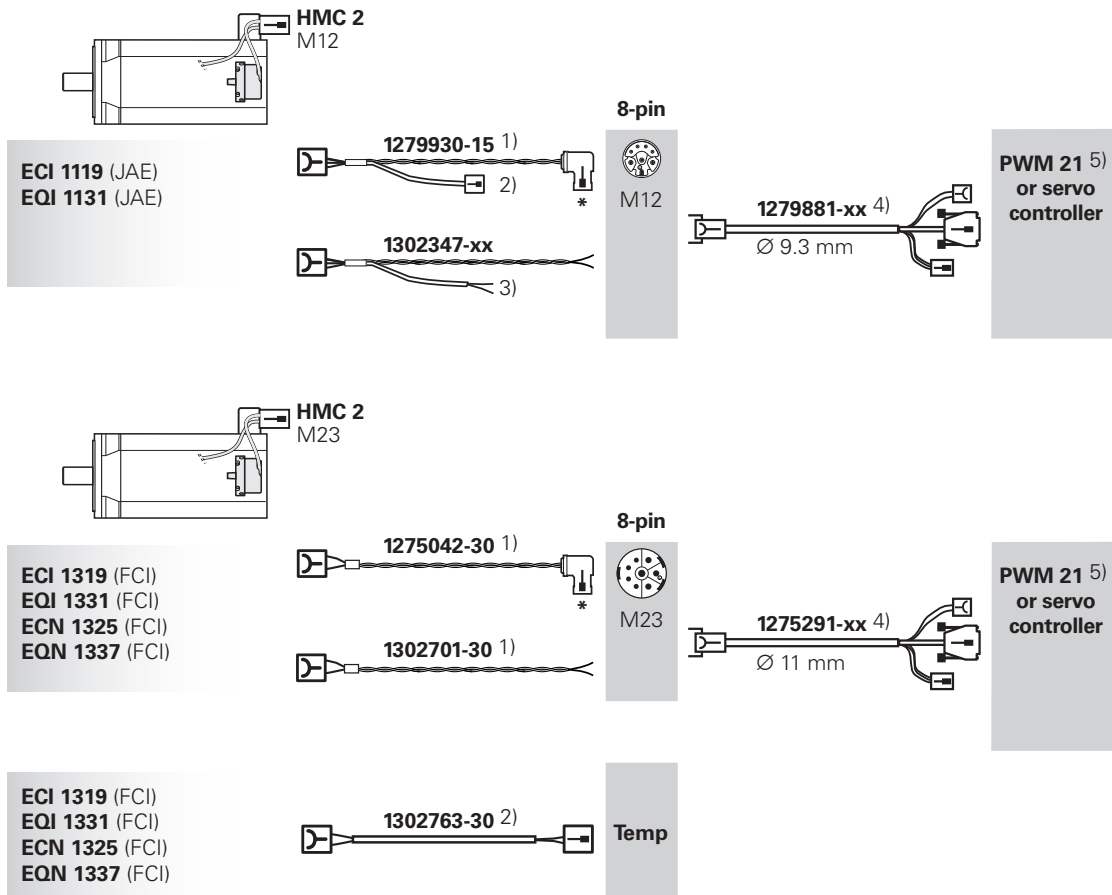 HMC 2
M12
8-pin
ECI 1119 (JAE)
EQI 1131 (JAE)
1279930-15 1)
2)
*
1302347-xx
3)
M12
1279881-xx 4)
Ø 9.3 mm
PWM 21 5)
or servo
controller
HMC 2
M23
8-pin
ECI 1319 (FCI)
EQI 1331 (FCI)
ECN 1325 (FCI)
EQN 1337 (FCI)
1275042-30 1)
*
1302701-30 1)
M23
1275291-xx 4)
Ø 11 mm
PWM 21 5)
or servo
controller
ECI 1319 (FCI)
EQI 1331 (FCI)
ECN 1325 (FCI)
EQN 1337 (FCI)
1302763-30 2)
Temp